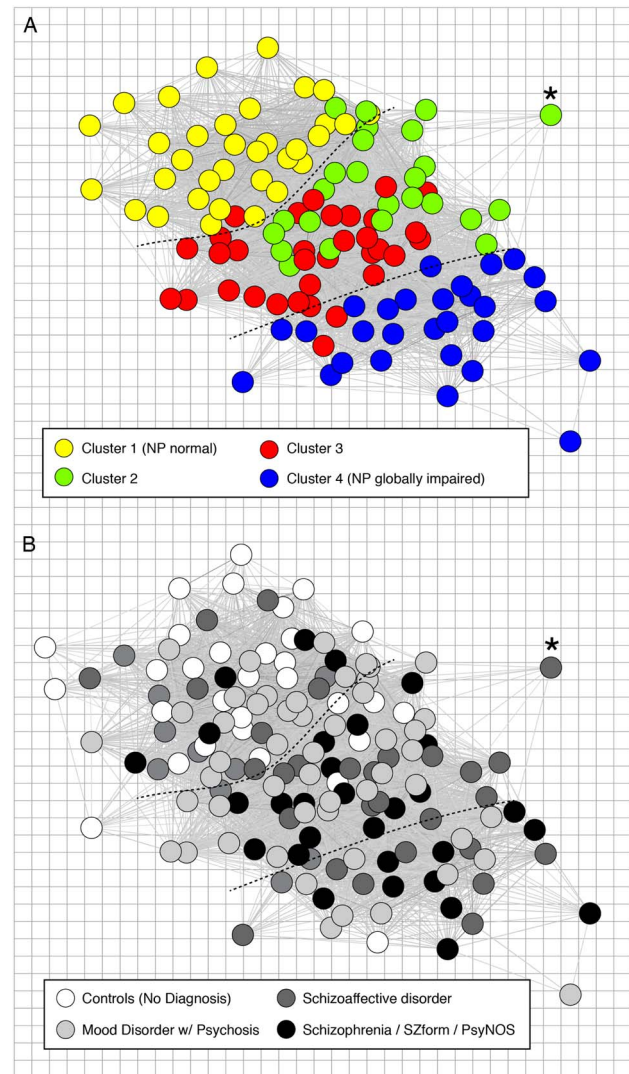 A
*
Cluster 1 (NP normal)
Cluster 3
Cluster 2
Cluster 4 (NP globally impaired)
B
*
Controls (No Diagnosis)
Schizoaffective disorder
Mood Disorder w/ Psychosis
Schizophrenia / SZform / PsyNOS